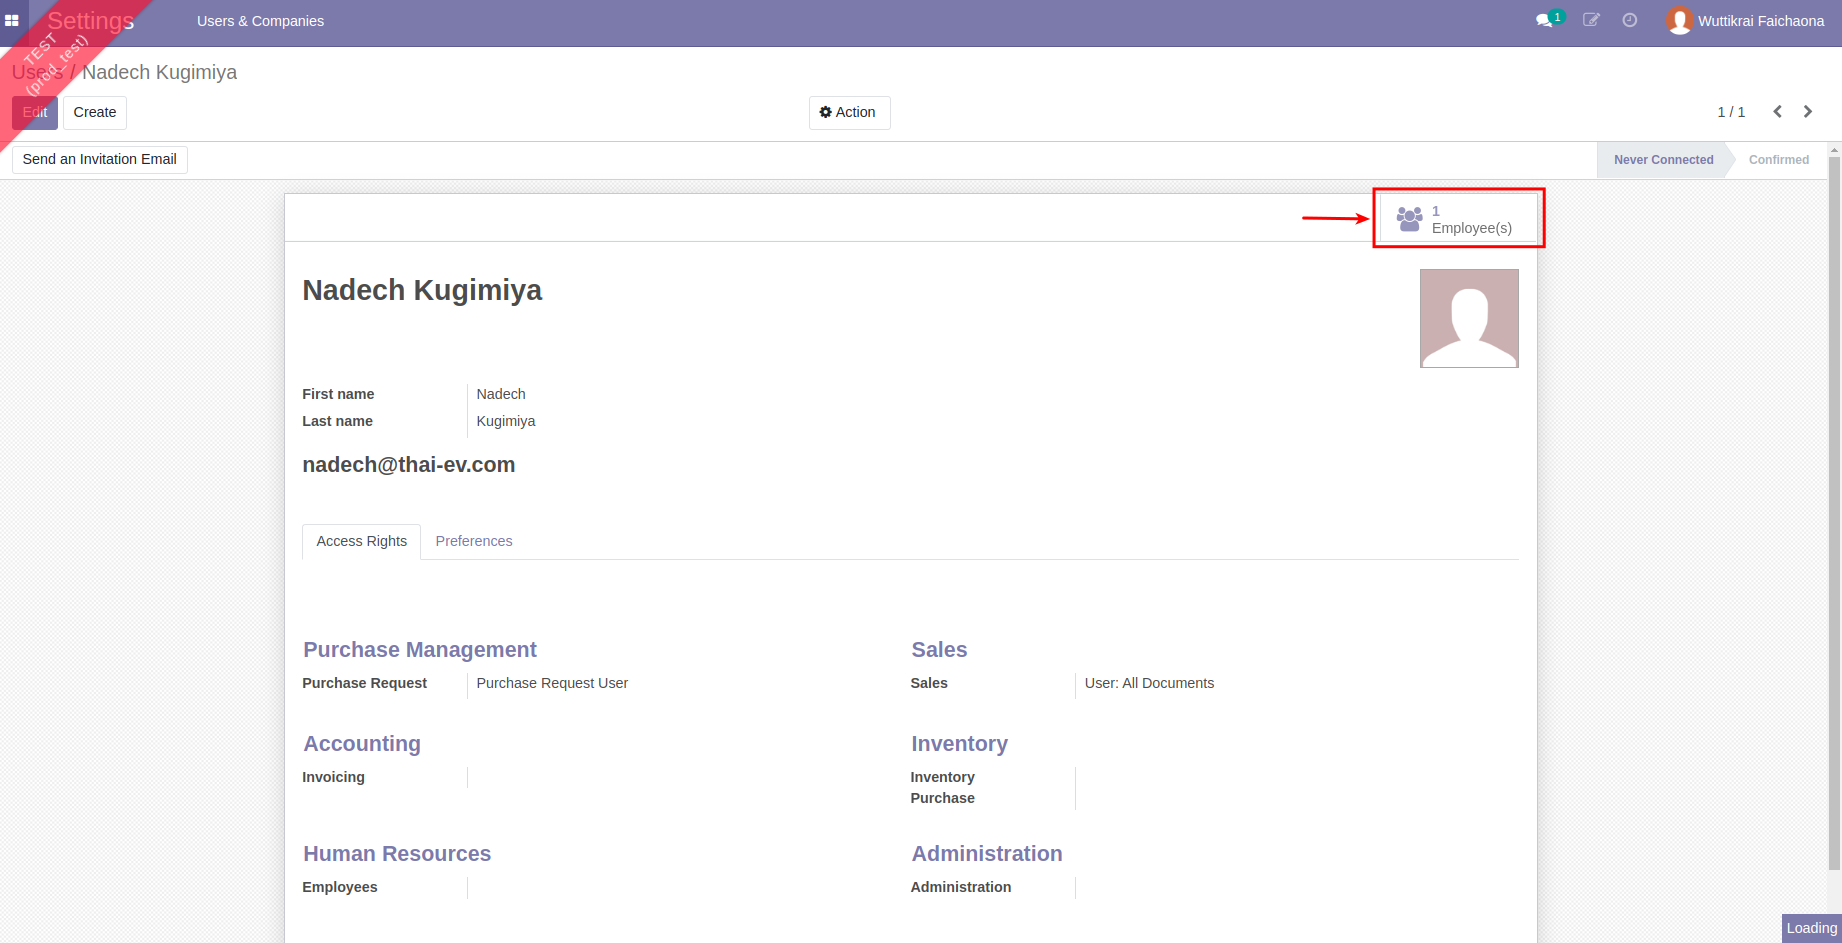 Settings
Users & Companies
1
Wuttikrai Faichaona
TEST
(prod_test)
Users / Nadech Kugimiya
Edit
Create
Action
1 / 1
Send an Invitation Email
Never Connected
Confirmed
1
Employee(s)
Nadech Kugimiya
First name
Nadech
Last name
Kugimiya
nadech@thai-ev.com
Access Rights
Preferences
Purchase Management
Sales
Purchase Request
Purchase Request User
Sales
User: All Documents
Accounting
Inventory
Invoicing
Inventory
Purchase
Human Resources
Administration
Employees
Administration
Loading